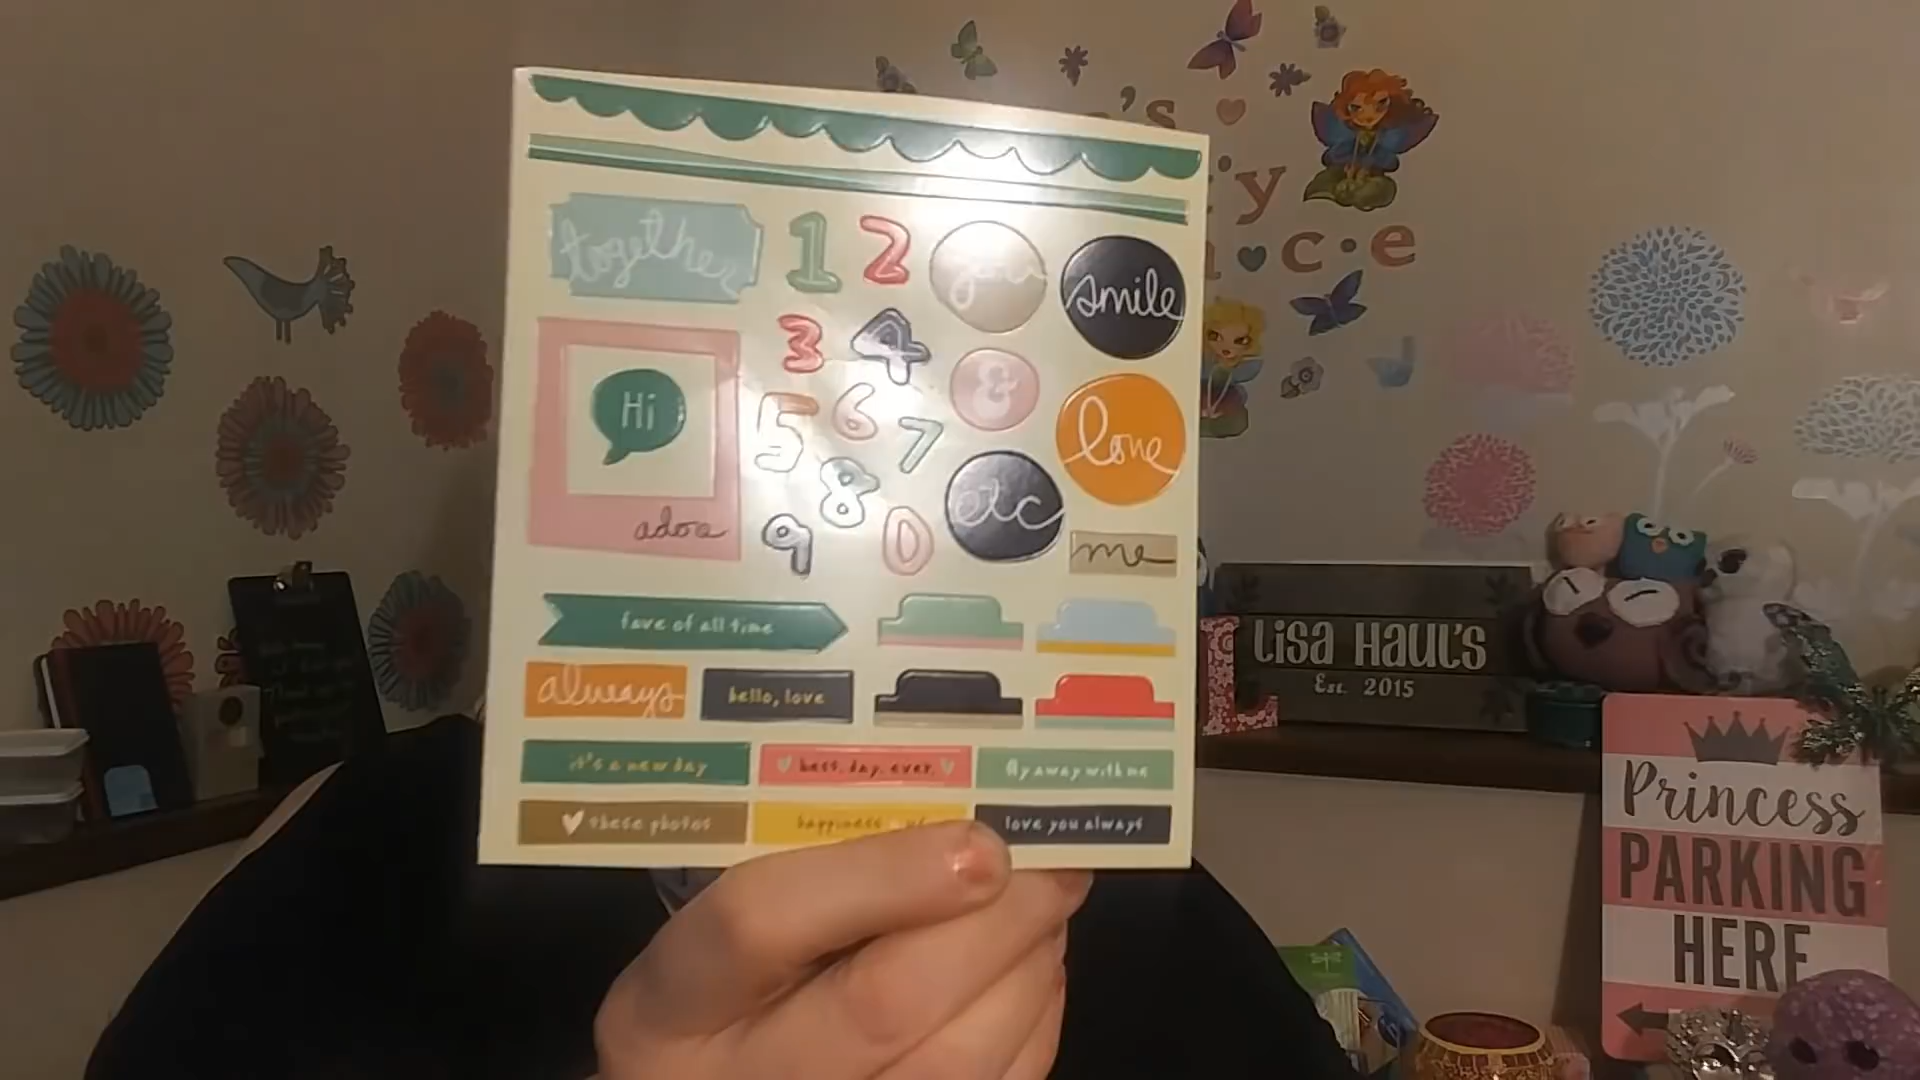 together
1 2
you
smile
3 4
&
Hi
5 6 7
love
8
etc
adore
9 0
me
fave of all time
always
hello, love
it's a new day
best. day. ever.
fly away with me
these photos
happiness
love you always
LISA HAUL'S
Est. 2015
Princess
PARKING
HERE